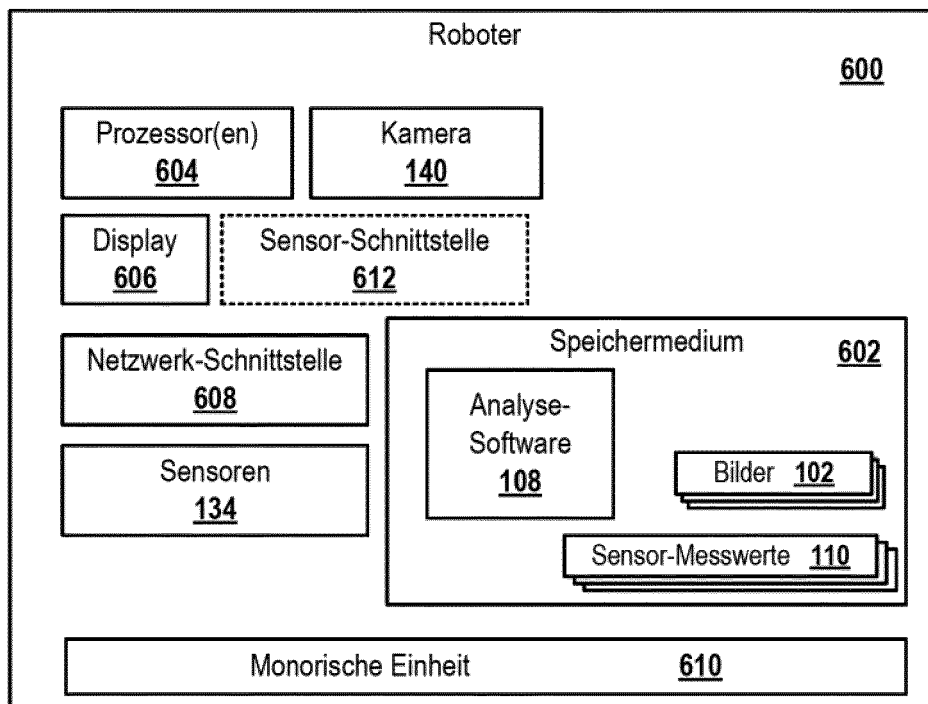 Roboter
600
Prozessor(en)
604
Kamera
140
Display
606
Sensor-Schnittstelle
612
Netzwerk-Schnittstelle
608
Sensoren
134
Speichermedium 602
Analyse-
Software
108
Bilder 102
Sensor-Messwerte 110
Monorische Einheit 610